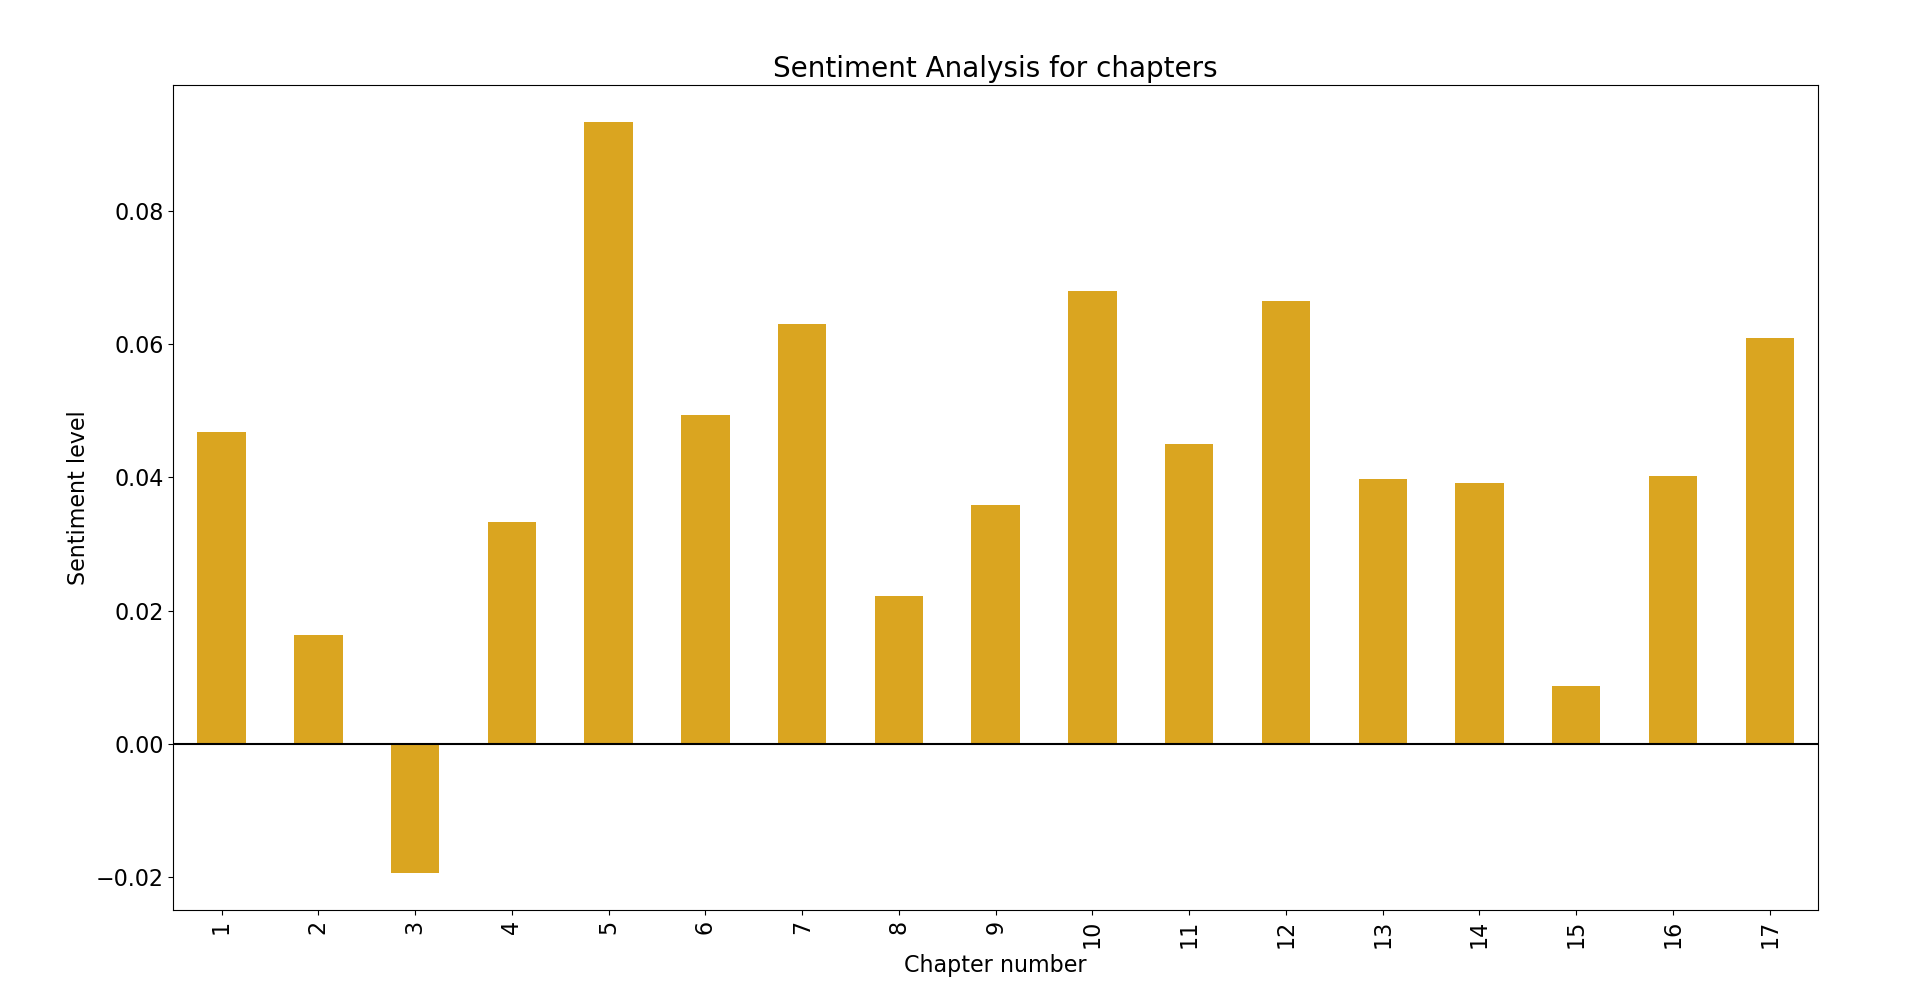 Sentiment Analysis for chapters
Sentiment level
0.08
0.06
0.04
0.02
0.00
−0.02
1 2 3 4 5 6 7 8 9 10 11 12 13 14 15 16 17
Chapter number